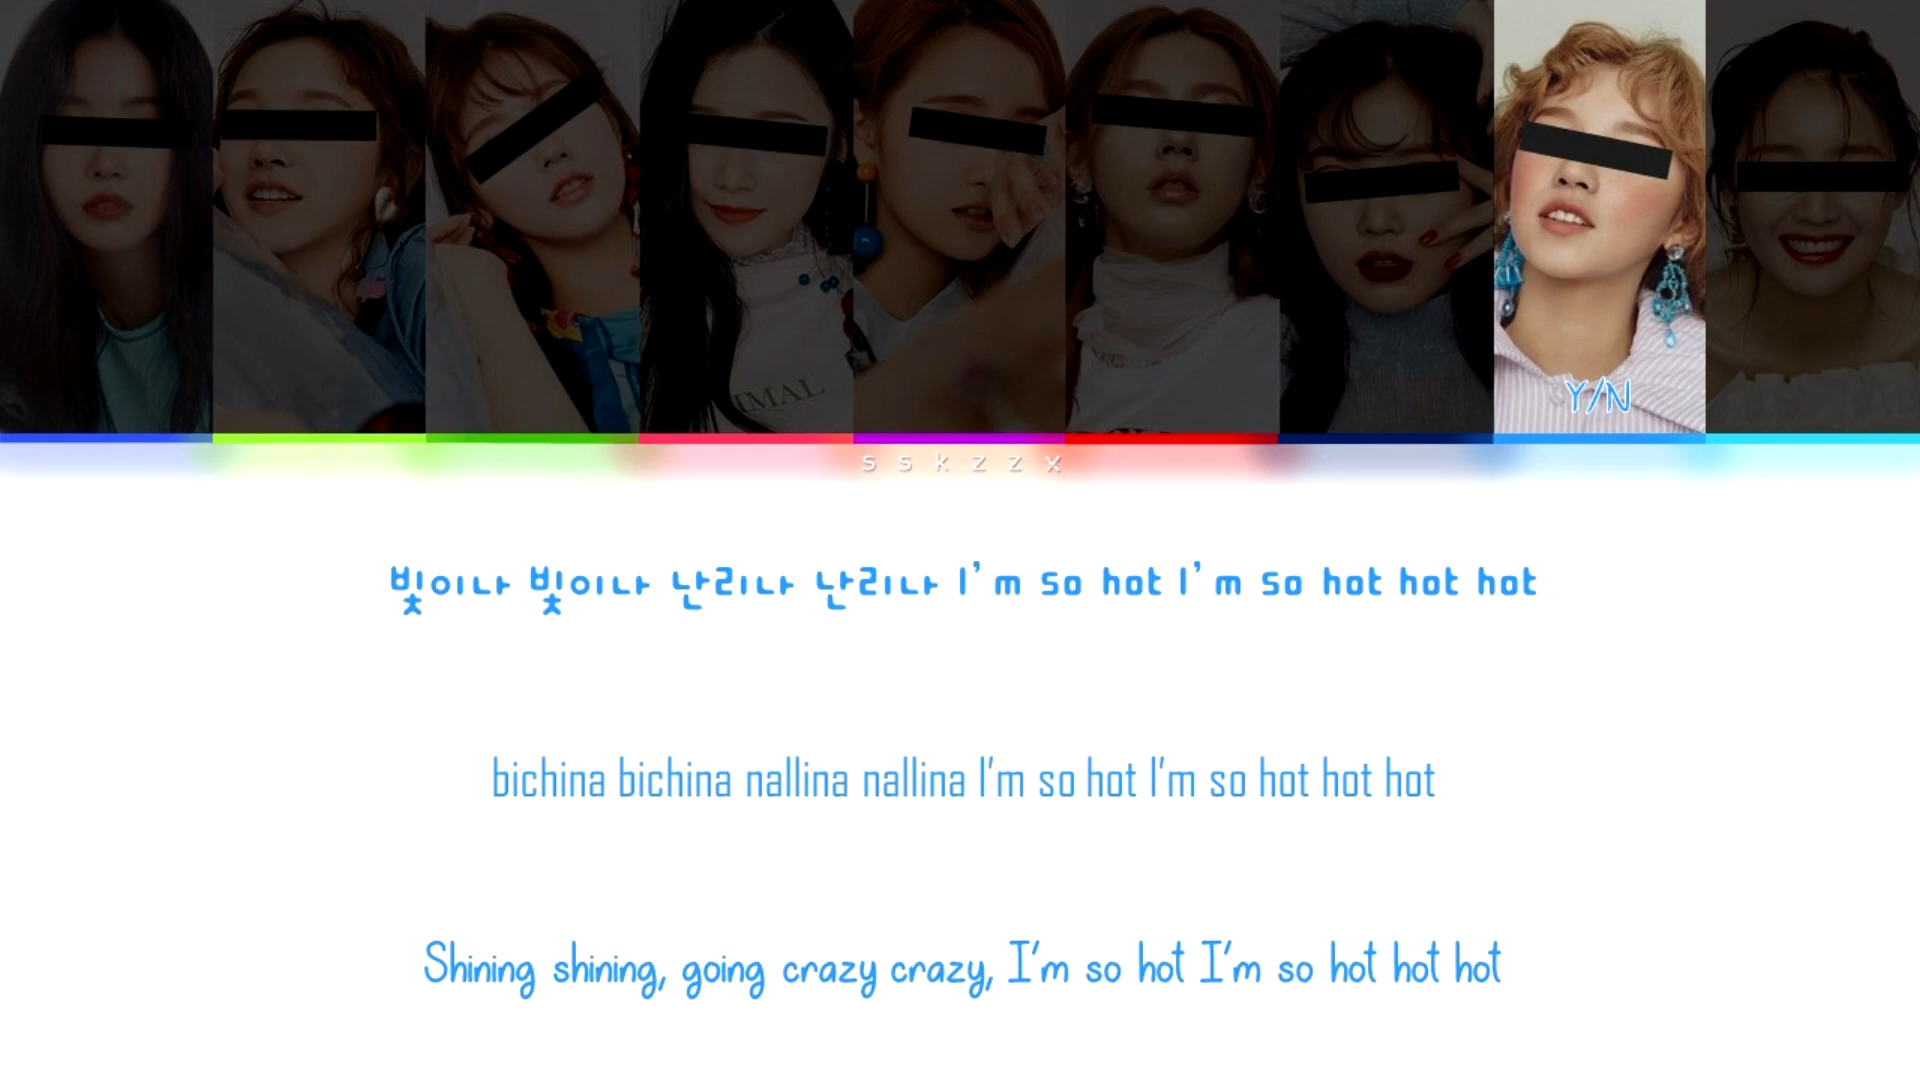 IMAL
Y/N
sskzzx
빛이나 빛이나 난리나 난리나 I'm so hot I'm so hot hot hot
bichina bichina nallina nallina I'm so hot I'm so hot hot hot
Shining shining, going crazy crazy, I'm so hot I'm so hot hot hot